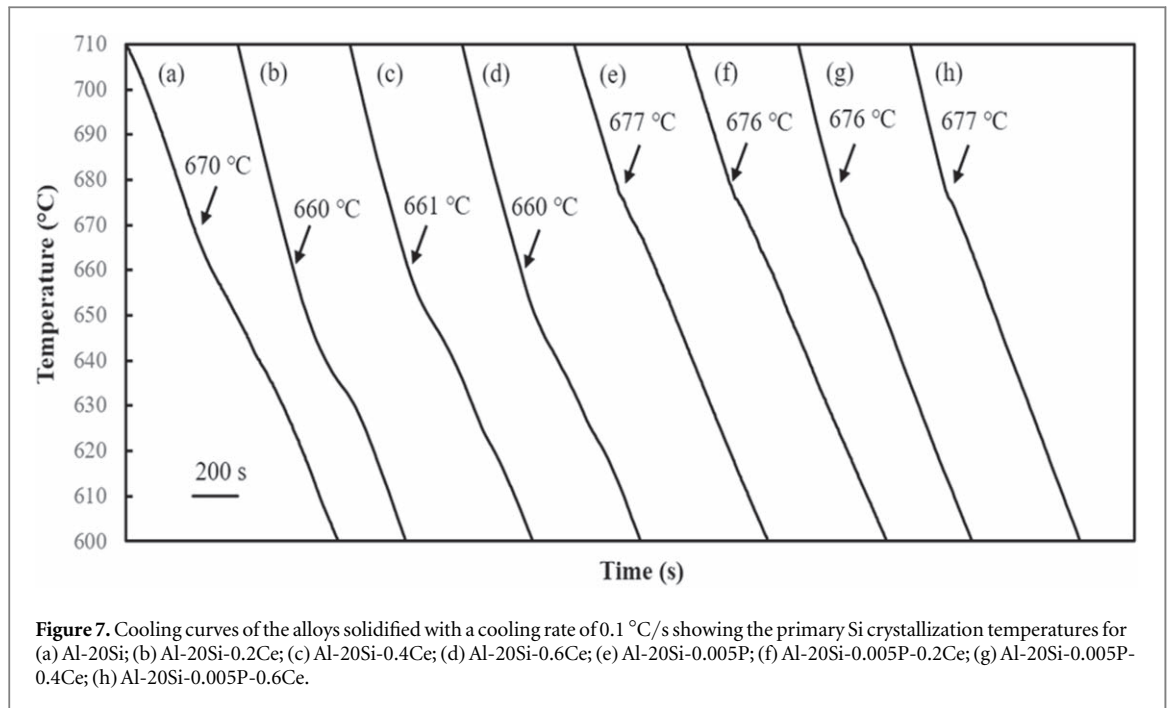 710
700
690
680
670
660
650
640
630
620
610
600
Temperature (°C)
(a)
(b)
(c)
(d)
(e)
(f)
(g)
(h)
670 °C
660 °C
661 °C
660 °C
677 °C
676 °C
676 °C
677 °C
200 s
Time (s)
Figure 7. Cooling curves of the alloys solidified with a cooling rate of 0.1 °C/s showing the primary Si crystallization temperatures for
(a) Al-20Si; (b) Al-20Si-0.2Ce; (c) Al-20Si-0.4Ce; (d) Al-20Si-0.6Ce; (e) Al-20Si-0.005P; (f) Al-20Si-0.005P-0.2Ce; (g) Al-20Si-0.005P-
0.4Ce; (h) Al-20Si-0.005P-0.6Ce.